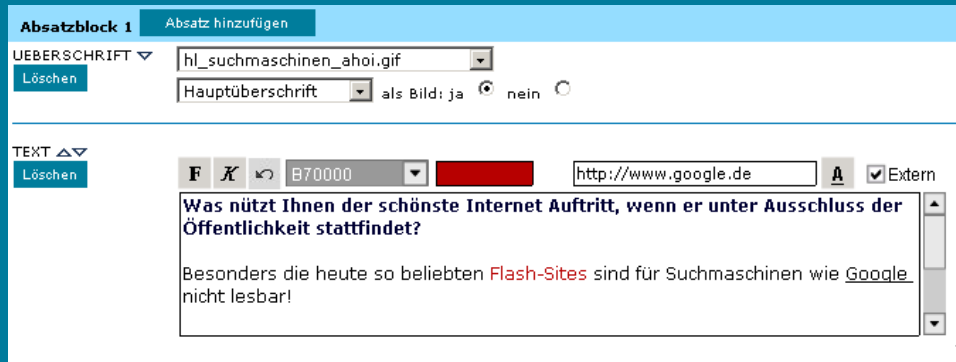 Absatzblock 1 Absatz hinzufügen
UEBERSCHRIFT hl_suchmaschinen_ahoi.gif
Löschen
Hauptüberschrift als Bild: ja nein
TEXT
Löschen F K B70000 http://www.google.de A Extern
Was nützt Ihnen der schönste Internet Auftritt, wenn er unter Ausschluss der
Öffentlichkeit stattfindet?
Besonders die heute so beliebten Flash-Sites sind für Suchmaschinen wie Google
nicht lesbar!